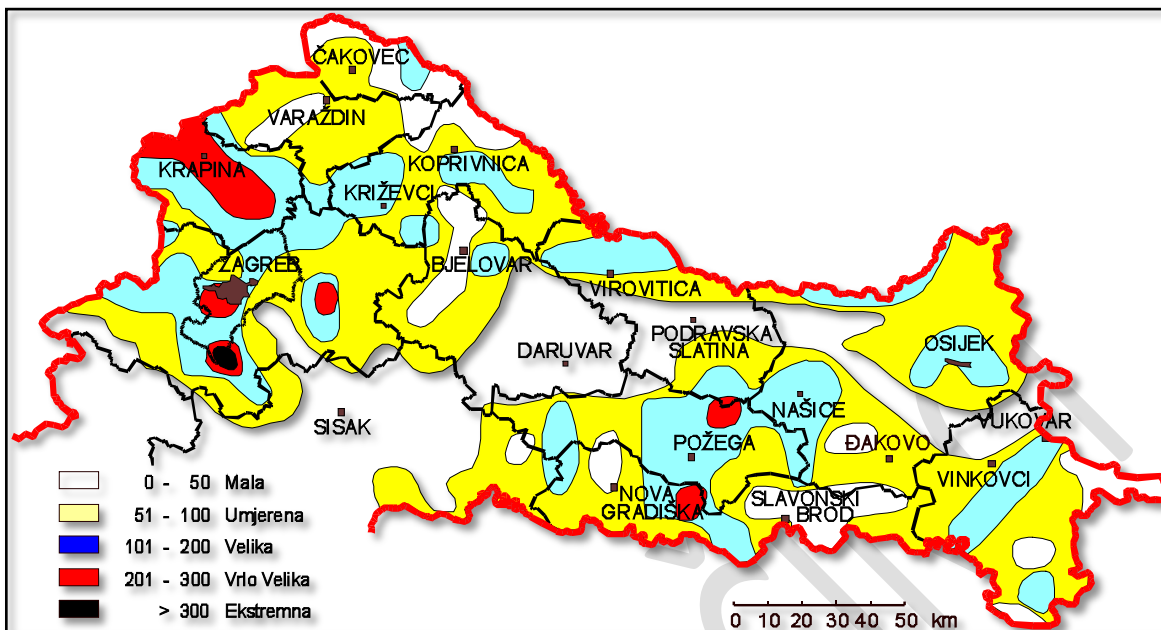 ČAKOVEC
VARAŽDIN
KRAPINA
KOPRIVNICA
KRIŽEVCI
ZAGREB
BJELOVAR
VIROVITICA
PODRAVSKA
SLATINA
DARUVAR
OSIJEK
NAŠICE
SISAK
POŽEGA
ĐAKOVO
VUKOVAR
VINKOVCI
NOVA
GRADIŠKA
SLAVONSKI
BROD
0 - 50 Mala
51 - 100 Umjerena
101 - 200 Velika
201 - 300 Vrlo Velika
> 300 Ekstremna
0 10 20 30 40 50 km